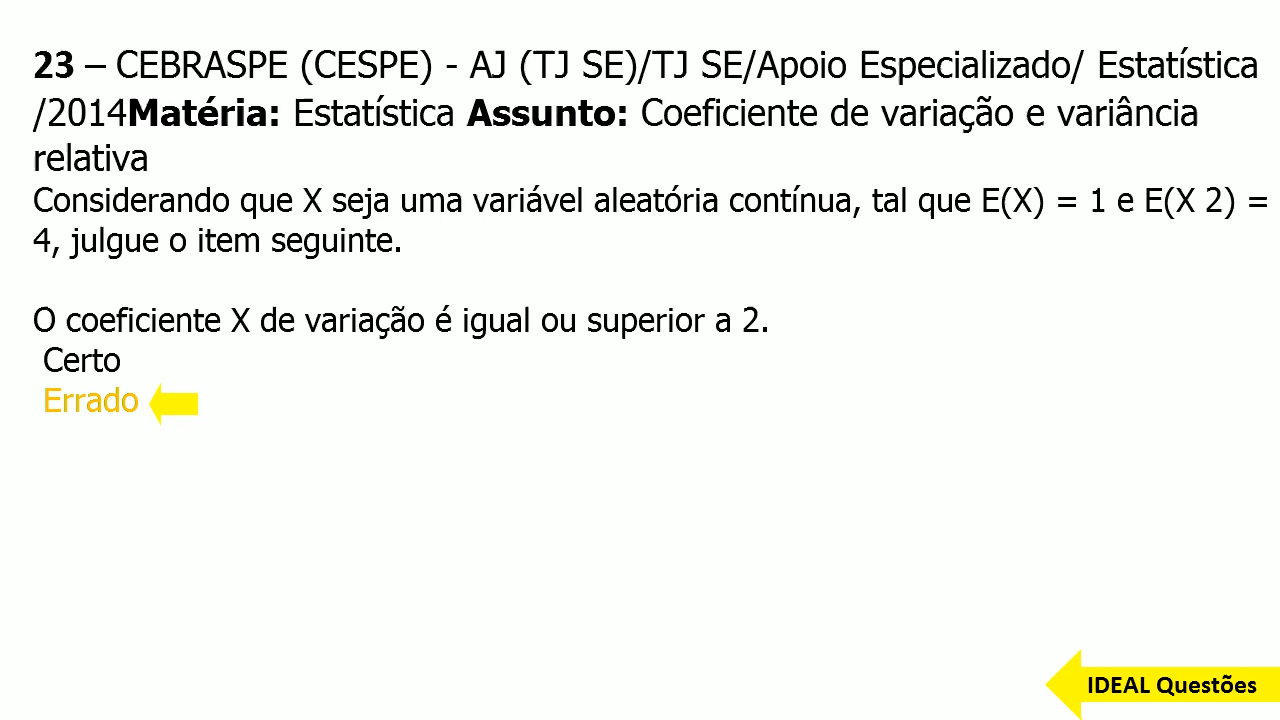 23 – CEBRASPE (CESPE) - AJ (TJ SE)/TJ SE/Apoio Especializado/ Estatística
/2014Matéria: Estatística Assunto: Coeficiente de variação e variância
relativa
Considerando que X seja uma variável aleatória contínua, tal que E(X) = 1 e E(X 2) =
4, julgue o item seguinte.
O coeficiente X de variação é igual ou superior a 2.
Certo
Errado
IDEAL Questões